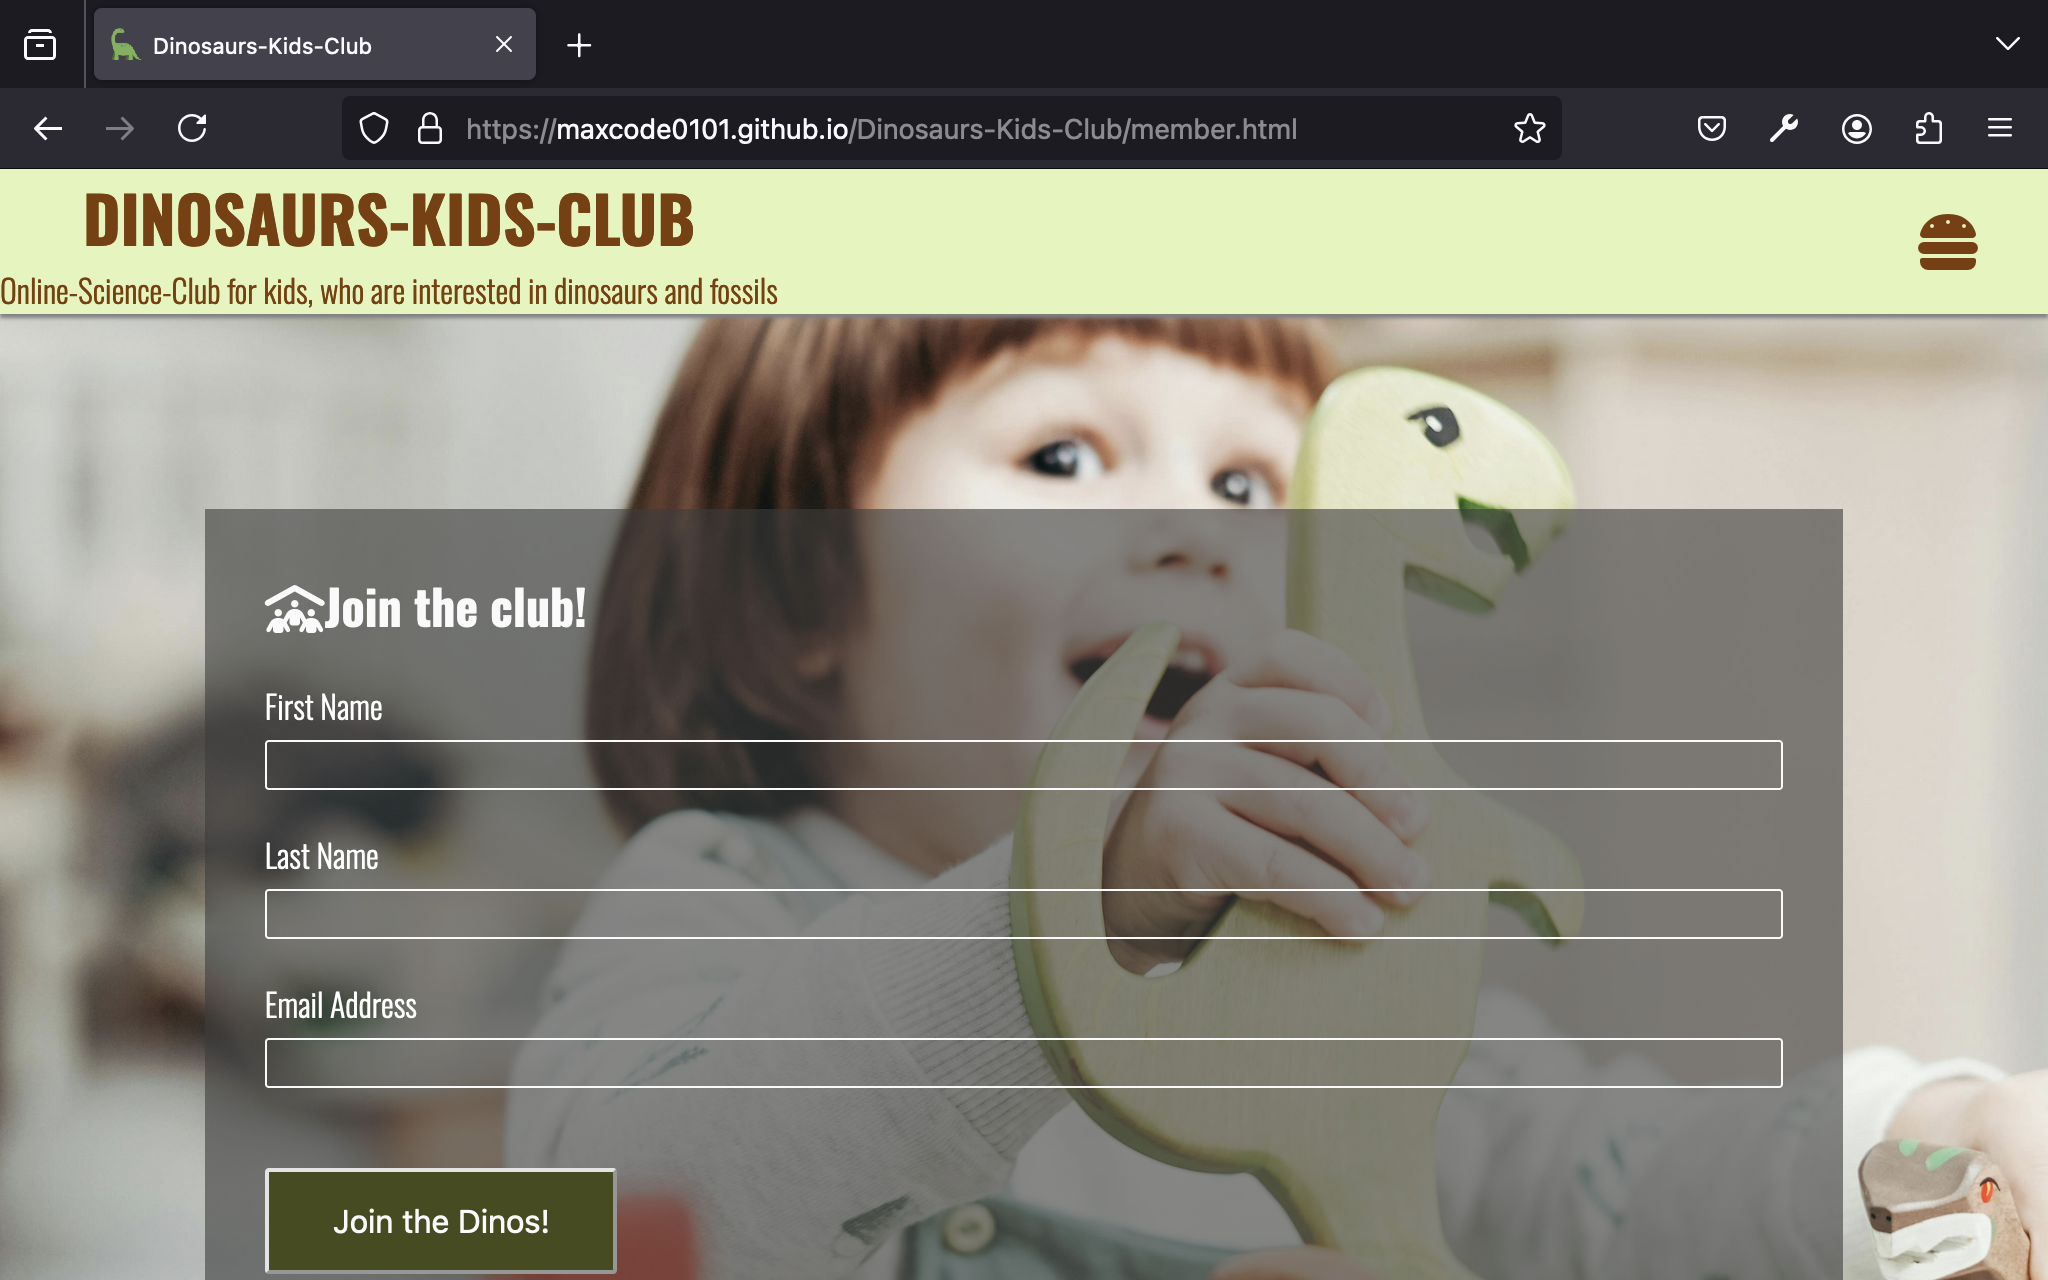 Dinosaurs-Kids-Club
https://maxcode0101.github.io/Dinosaurs-Kids-Club/member.html
DINOSAURS-KIDS-CLUB
Online-Science-Club for kids, who are interested in dinosaurs and fossils
Join the club!
First Name
Last Name
Email Address
Join the Dinos!